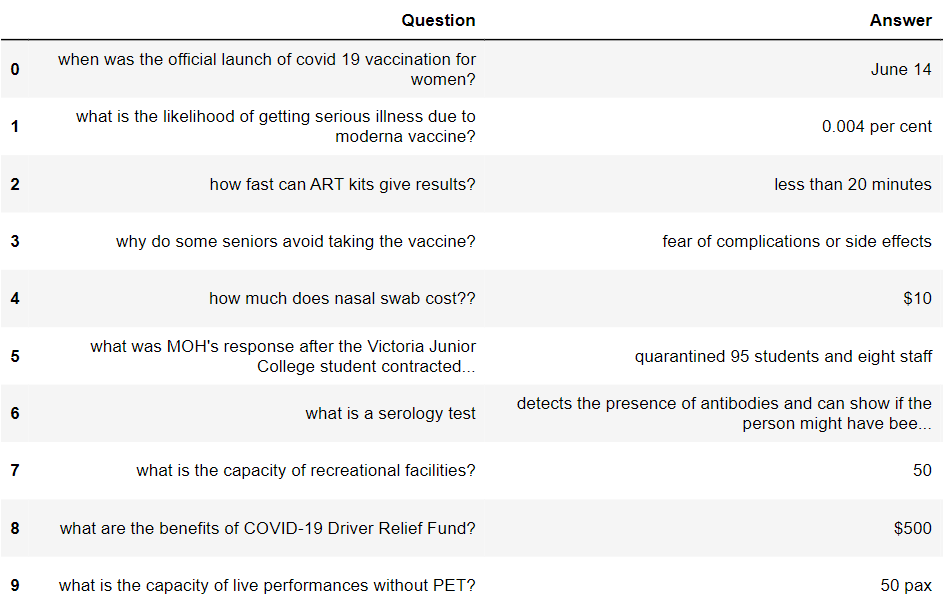 Question Answer
0 when was the official launch of covid 19 vaccination for
women? June 14
1 what is the likelihood of getting serious illness due to
moderna vaccine? 0.004 per cent
2 how fast can ART kits give results? less than 20 minutes
3 why do some seniors avoid taking the vaccine? fear of complications or side effects
4 how much does nasal swab cost?? $10
5 what was MOH's response after the Victoria Junior
College student contracted... quarantined 95 students and eight staff
6 what is a serology test detects the presence of antibodies and can show if the
person might have bee...
7 what is the capacity of recreational facilities? 50
8 what are the benefits of COVID-19 Driver Relief Fund? $500
9 what is the capacity of live performances without PET? 50 pax